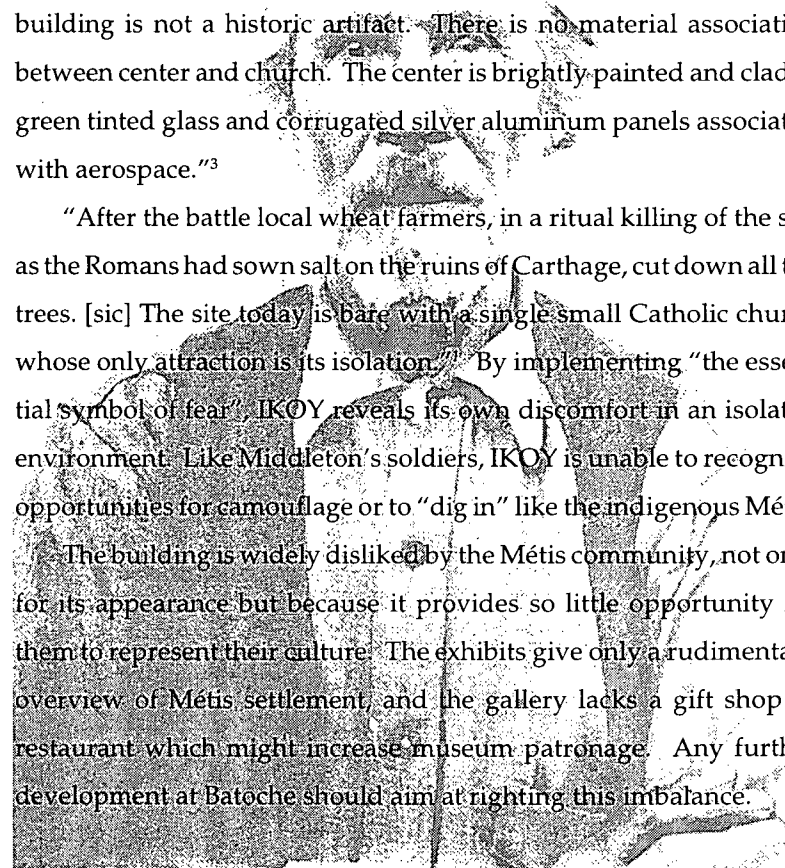 building is not a historic artifact. There is no material associati
between center and church. The center is brightly painted and clad
green tinted glass and corrugated silver aluminum panels associat
with aerospace."3
"After the battle local wheat farmers, in a ritual killing of the s
as the Romans had sown salt on the ruins of Carthage, cut down all t
trees. [sic] The site today is bare with a single small Catholic chur
whose only attraction is its isolation." By implementing "the esse
tial symbol of fear", IKOY reveals its own discomfort in an isolat
environment. Like Middleton's soldiers, IKOY is unable to recogni
opportunities for camouflage or to "dig in" like the indigenous Mé
The building is widely disliked by the Métis community, not on
for its appearance but because it provides so little opportunity
them to represent their culture. The exhibits give only a rudimenta
overview of Métis settlement, and the gallery lacks a gift shop
restaurant which might increase museum patronage. Any furth
development at Batoche should aim at righting this imbalance.